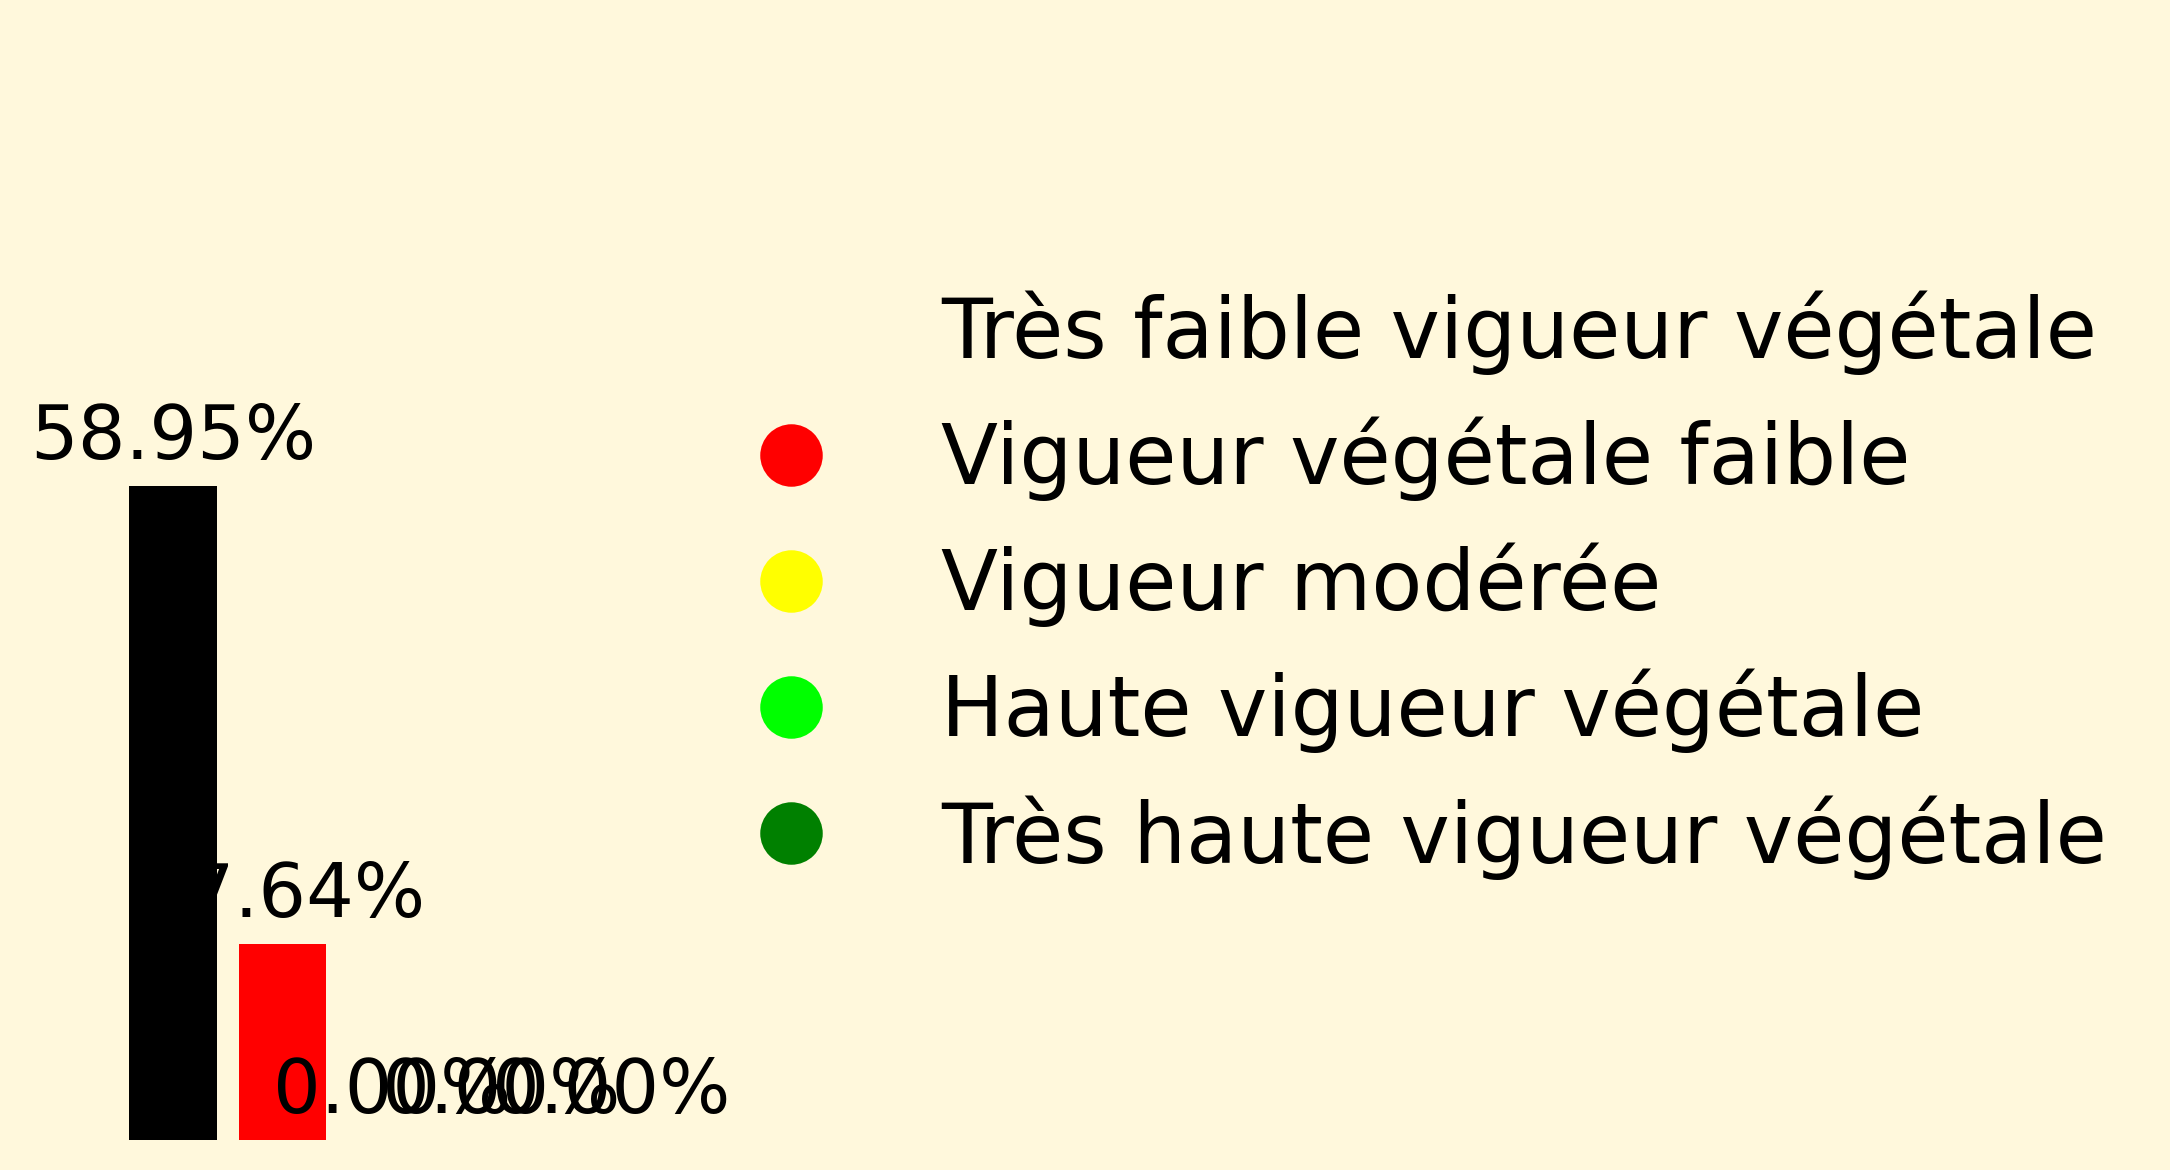 Très faible vigueur végétale
58.95%
Vigueur végétale faible
Vigueur modérée
Haute vigueur végétale
Très haute vigueur végétale
7.64%
0.00%
0.00%
0.00%